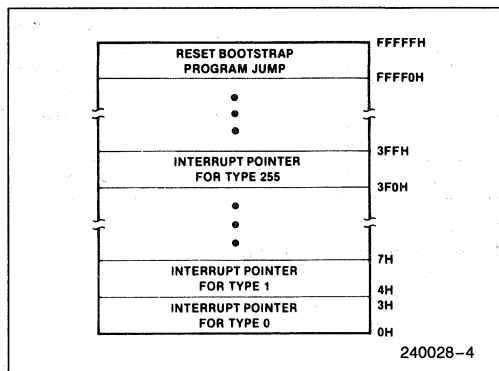 FFFFFH
RESET BOOTSTRAP
PROGRAM JUMP
FFFF0H
3FFH
INTERRUPT POINTER
FOR TYPE 255
3F0H
7H
INTERRUPT POINTER
FOR TYPE 1
4H
3H
INTERRUPT POINTER
FOR TYPE 0
0H
240028-4